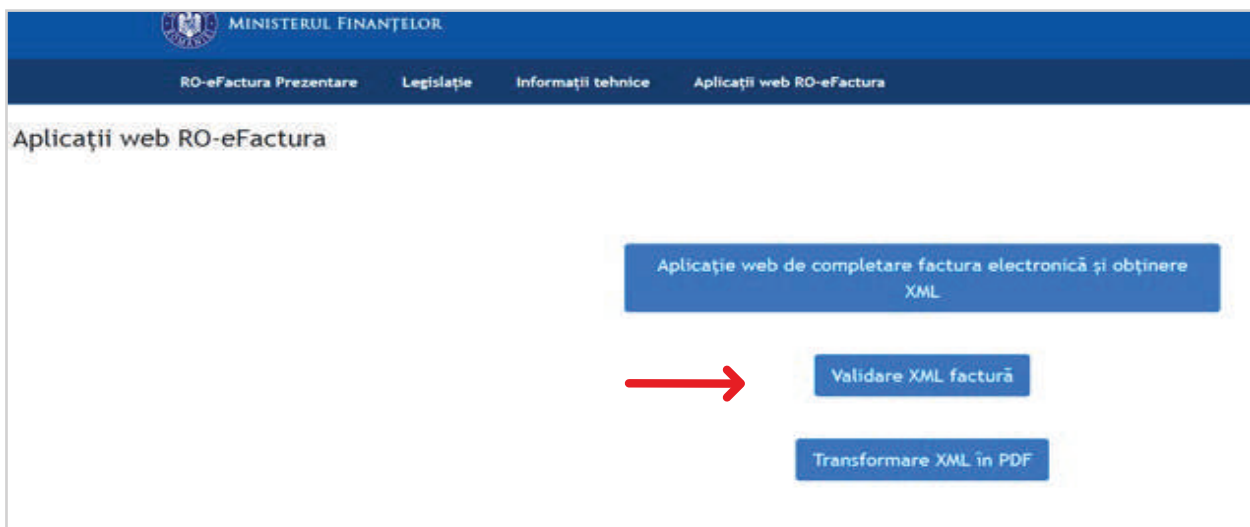 MINISTERUL FINANȚELOR
RO-eFactura Prezentare Legislație Informații tehnice Aplicații web RO-eFactura
Aplicații web RO-eFactura
Aplicație web de completare factura electronică și obținere
XML
Validare XML factură
Transformare XML în PDF